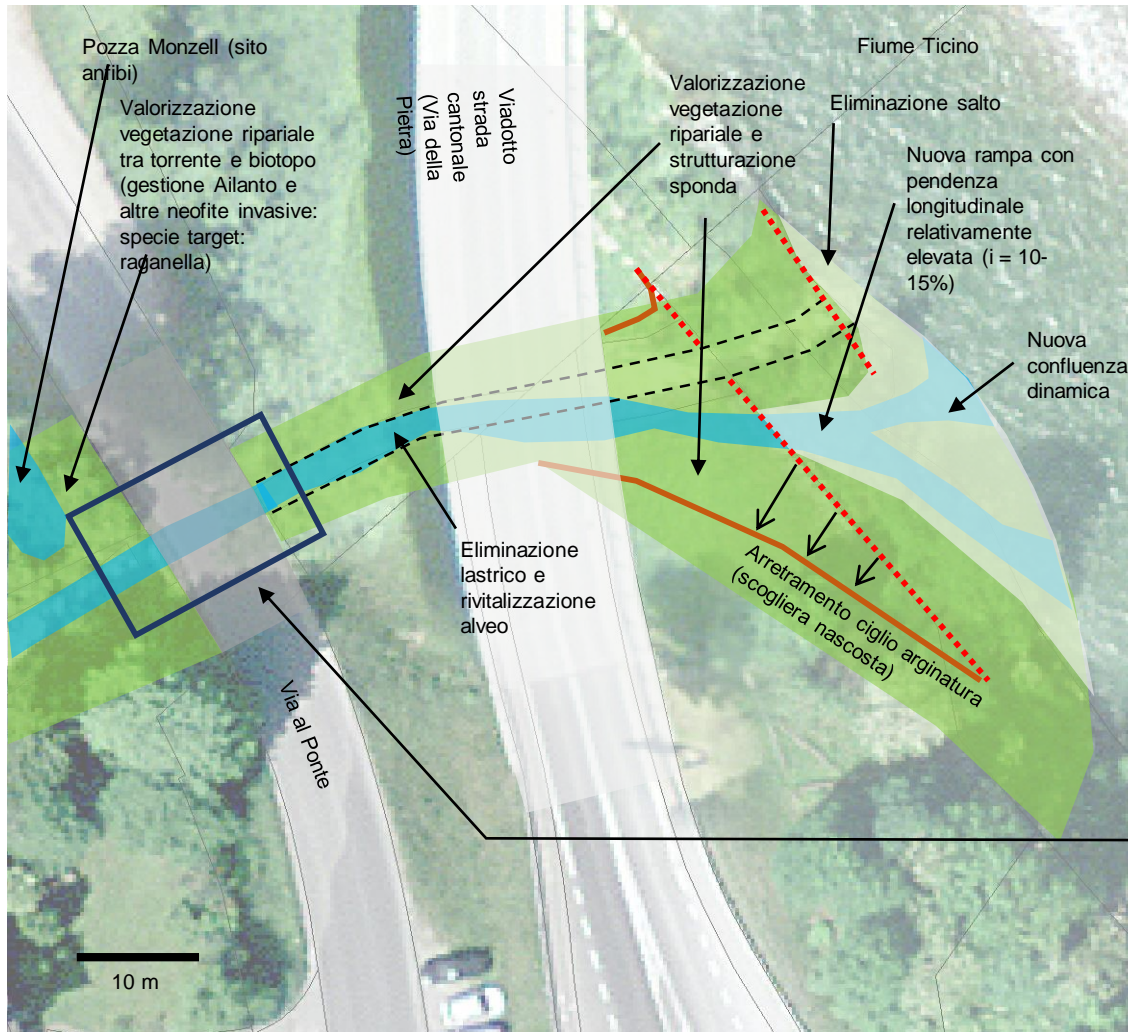 Pozza Monzell (sito
anfibi)
Valorizzazione
vegetazione ripariale
tra torrente e biotopo
(gestione Ailanto e
altre neofite invasive:
specie target:
raganella)
Viadotto
strada
cantonale
(Via della
Pietra)
Valorizzazione
vegetazione
ripariale e
strutturazione
sponda
Fiume Ticino
Eliminazione salto
Nuova rampa con
pendenza
longitudinale
relativamente
elevata (i = 10-
15%)
Nuova
confluenza
dinamica
Eliminazione
lastrico e
rivitalizzazione
alveo
Arretramento ciglio arginatura
(scogliera nascosta)
Via al Ponte
10 m